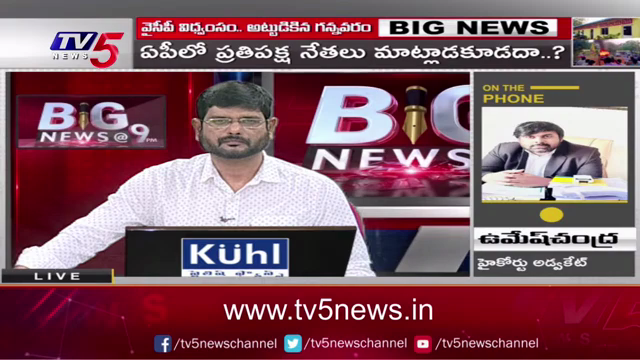 TV5
NEWS
వైసీపీ విధ్వంసం.. అట్టుడికిన గన్నవరం
BIG NEWS
ఏపీలో ప్రతిపక్ష నేతలు మాట్లాడకూడదా..?
BIG
NEWS@9PM
BIG
NEWS
ON THE
PHONE
Kühl
ఉమేష్‌చంద్ర
హైకోర్టు అడ్వకేట్
LIVE
www.tv5news.in
/tv5newschannel
/tv5newschannel
/tv5newschannel